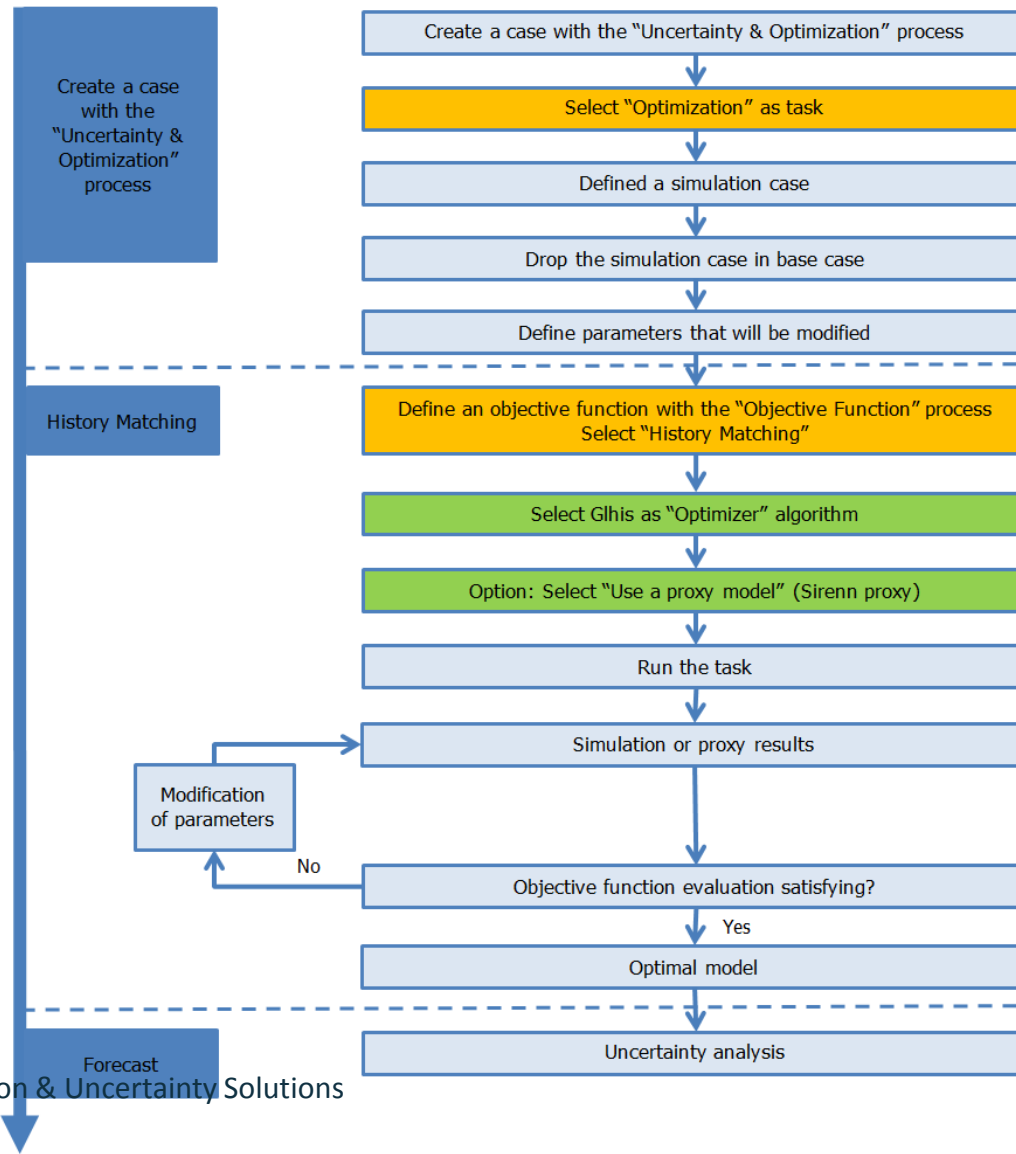 Create a case
with the
“Uncertainty &
Optimization”
process
Create a case with the “Uncertainty & Optimization” process
Select “Optimization” as task
Defined a simulation case
Drop the simulation case in base case
Define parameters that will be modified
History Matching
Define an objective function with the “Objective Function” process
Select “History Matching”
Select Glhis as “Optimizer” algorithm
Option: Select “Use a proxy model” (Sirenn proxy)
Run the task
Simulation or proxy results
Modification
of parameters
No
Objective function evaluation satisfying?
Yes
Optimal model
Forecast
Uncertainty analysis
on & Uncertainty Solutions